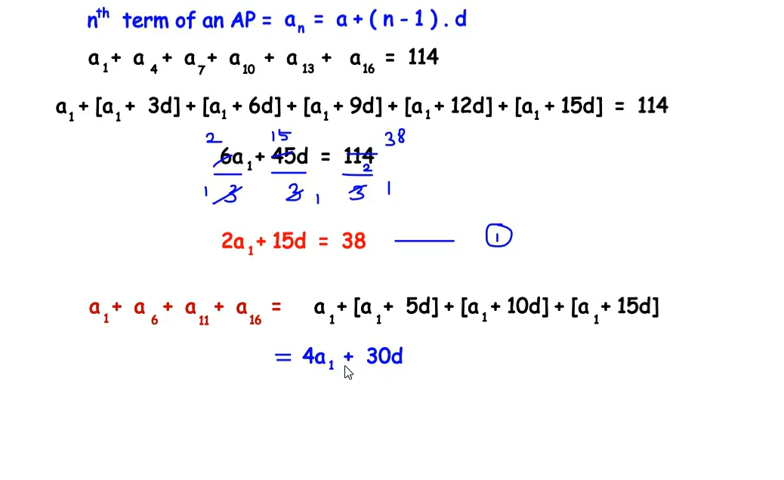 nth term of an AP = an = a + ( n - 1 ) . d
a1 + a4 + a7 + a10 + a13 + a16 = 114
a1 + [a1 + 3d] + [a1 + 6d] + [a1 + 9d] + [a1 + 12d] + [a1 + 15d] = 114
2 15 38
6a1 + 45d = 114
2
1 3 3 1 3 1
2a1 + 15d = 38 —— 1
a1 + a6 + a11 + a16 = a1 + [a1 + 5d] + [a1 + 10d] + [a1 + 15d]
= 4a1 + 30d